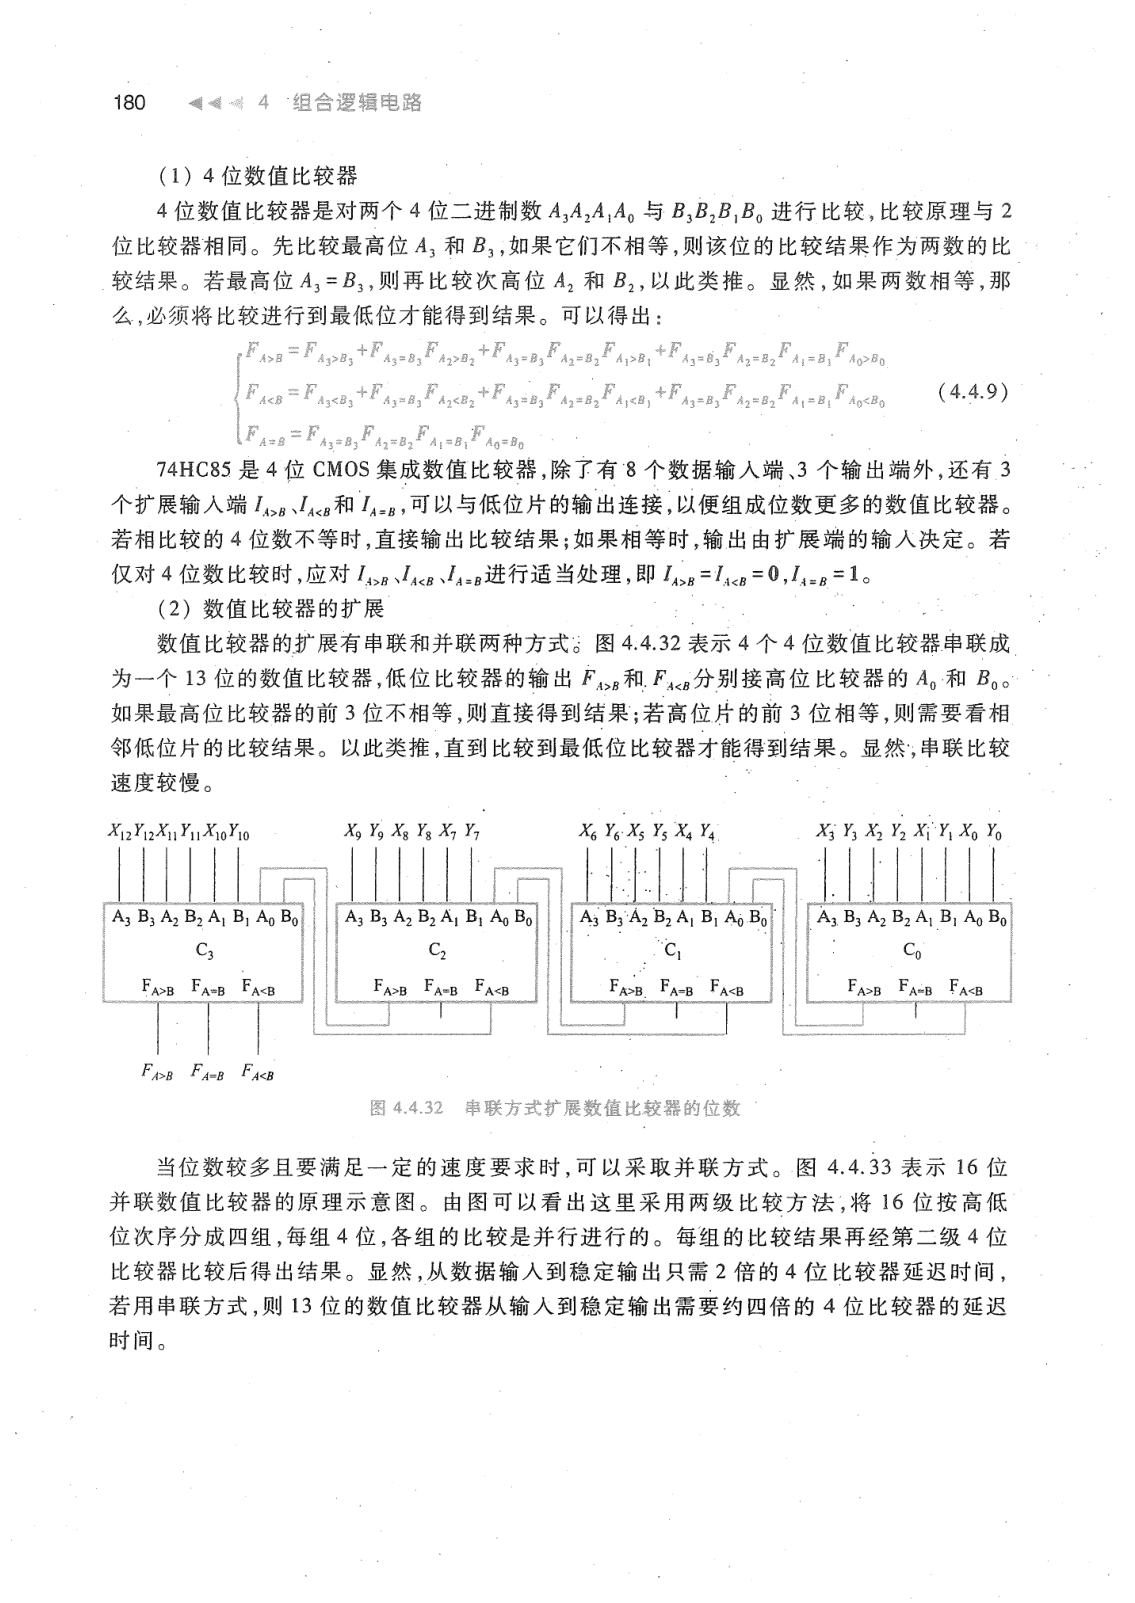 180 4 组合逻辑电路
(1) 4 位数值比较器
4 位数值比较器是对两个 4 位二进制数 A₃A₂A₁A₀ 与 B₃B₂B₁B₀ 进行比较,比较原理与 2
位比较器相同。先比较最高位 A₃ 和 B₃,如果它们不相等,则该位的比较结果作为两数的比
较结果。若最高位 A₃=B₃,则再比较次高位 A₂ 和 B₂,以此类推。显然,如果两数相等,那
么,必须将比较进行到最低位才能得到结果。可以得出:
F_{A>B}=F_{A₃>B₃}+F_{A₃=B₃}F_{A₂>B₂}+F_{A₃=B₃}F_{A₂=B₂}F_{A₁>B₁}+F_{A₃=B₃}F_{A₂=B₂}F_{A₁=B₁}F_{A₀>B₀}
F_{A<B}=F_{A₃<B₃}+F_{A₃=B₃}F_{A₂<B₂}+F_{A₃=B₃}F_{A₂=B₂}F_{A₁<B₁}+F_{A₃=B₃}F_{A₂=B₂}F_{A₁=B₁}F_{A₀<B₀} (4.4.9)
F_{A=B}=F_{A₃=B₃}F_{A₂=B₂}F_{A₁=B₁}F_{A₀=B₀}
74HC85 是 4 位 CMOS 集成数值比较器,除了有 8 个数据输入端、3 个输出端外,还有 3
个扩展输入端 I_{A>B}、I_{A<B}和 I_{A=B},可以与低位片的输出连接,以便组成位数更多的数值比较器。
若相比较的 4 位数不等时,直接输出比较结果;如果相等时,输出由扩展端的输入决定。若
仅对 4 位数比较时,应对 I_{A>B}、I_{A<B}、I_{A=B}进行适当处理,即 I_{A>B}=I_{A<B}=0,I_{A=B}=1。
(2) 数值比较器的扩展
数值比较器的扩展有串联和并联两种方式。图 4.4.32 表示 4 个 4 位数值比较器串联成
为一个 13 位的数值比较器,低位比较器的输出 F_{A>B}和 F_{A<B}分别接高位比较器的 A₀ 和 B₀。
如果最高位比较器的前 3 位不相等,则直接得到结果;若高位片的前 3 位相等,则需要看相
邻低位片的比较结果。以此类推,直到比较到最低位比较器才能得到结果。显然,串联比较
速度较慢。
X₁₂Y₁₂X₁₁Y₁₁X₁₀Y₁₀ X₉ Y₉ X₈ Y₈ X₇ Y₇ X₆ Y₆ X₅ Y₅ X₄ Y₄ X₃ Y₃ X₂ Y₂ X₁ Y₁ X₀ Y₀
A₃ B₃ A₂ B₂ A₁ B₁ A₀ B₀ A₃ B₃ A₂ B₂ A₁ B₁ A₀ B₀ A₃ B₃ A₂ B₂ A₁ B₁ A₀ B₀ A₃ B₃ A₂ B₂ A₁ B₁ A₀ B₀
C₃ C₂ C₁ C₀
F_{A>B} F_{A=B} F_{A<B} F_{A>B} F_{A=B} F_{A<B} F_{A>B} F_{A=B} F_{A<B} F_{A>B} F_{A=B} F_{A<B}
F_{A>B} F_{A=B} F_{A<B}
图 4.4.32 串联方式扩展数值比较器的位数
当位数较多且要满足一定的速度要求时,可以采取并联方式。图 4.4.33 表示 16 位
并联数值比较器的原理示意图。由图可以看出这里采用两级比较方法,将 16 位按高低
位次序分成四组,每组 4 位,各组的比较是并行进行的。每组的比较结果再经第二级 4 位
比较器比较后得出结果。显然,从数据输入到稳定输出只需 2 倍的 4 位比较器延迟时间,
若用串联方式,则 13 位的数值比较器从输入到稳定输出需要约四倍的 4 位比较器的延迟
时间。